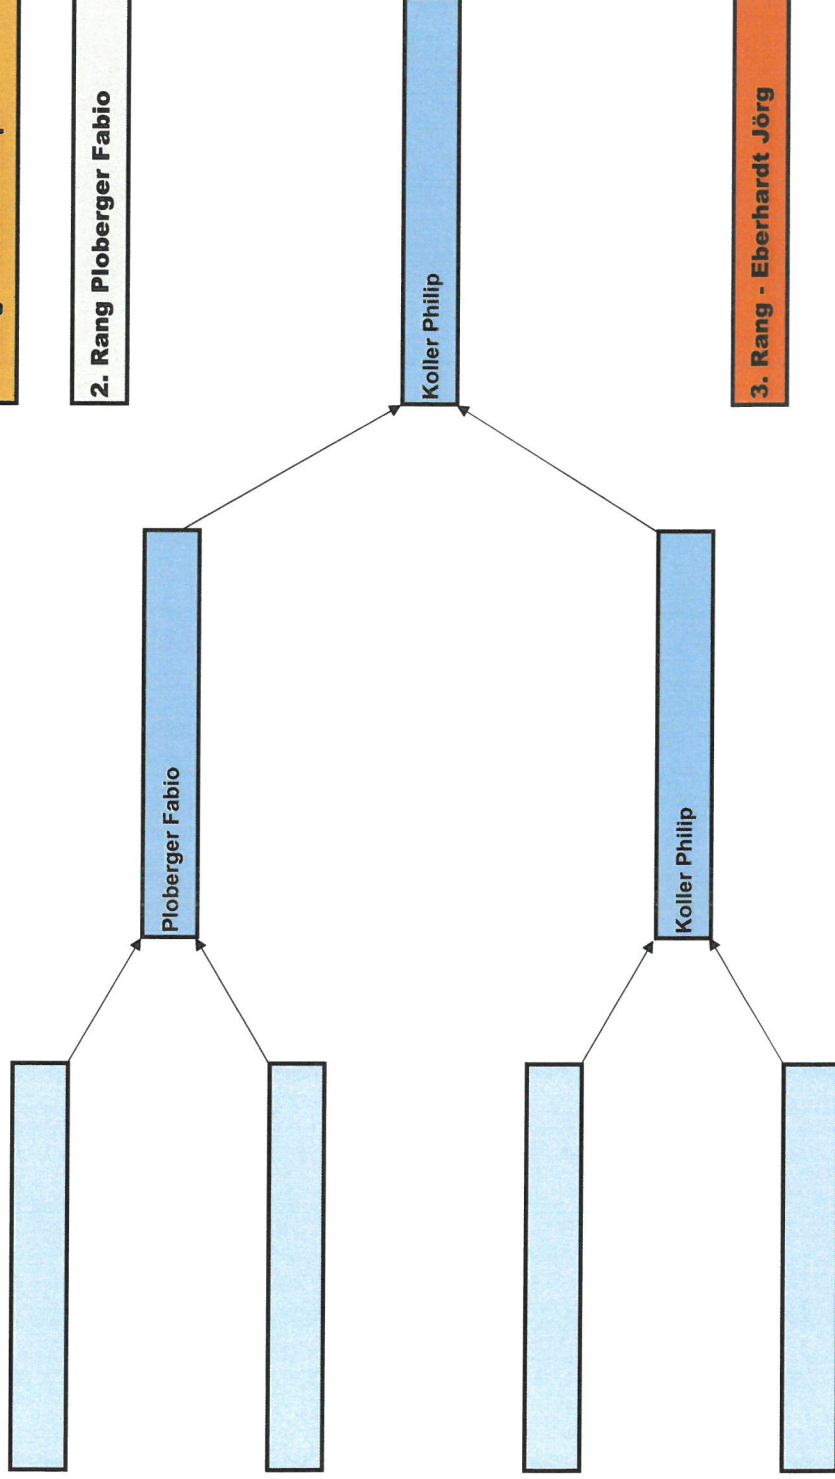 2. Rang Ploberger Fabio
Ploberger Fabio
Koller Philip
Koller Philip
3. Rang - Eberhardt Jörg